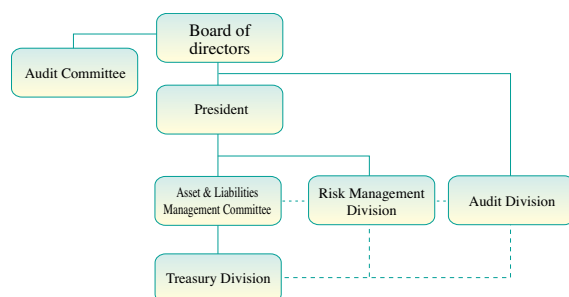 Board of
directors
Audit Committee
President
Asset & Liabilities
Management Committee
Risk Management
Division
Audit Division
Treasury Division